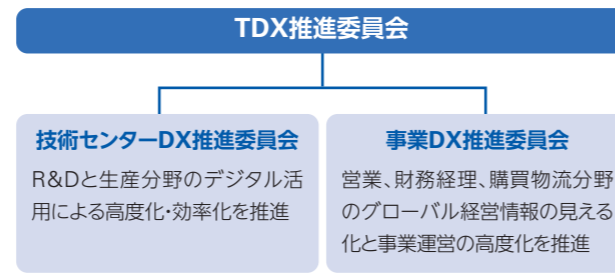 TDX推進委員会
技術センターDX推進委員会
R&Dと生産分野のデジタル活
用による高度化・効率化を推進
事業DX推進委員会
営業、財務経理、購買物流分野
のグローバル経営情報の見える
化と事業運営の高度化を推進